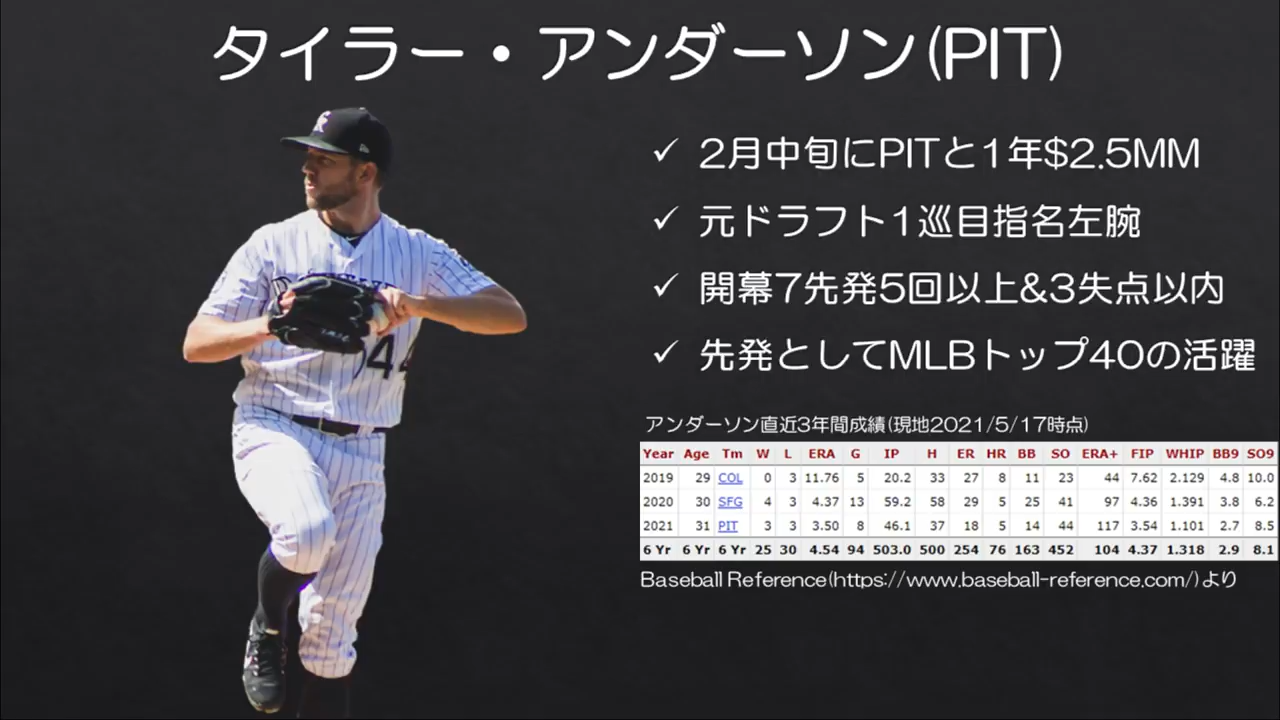 タイラー・アンダーソン(PIT)
✓ 2月中旬にPITと1年$2.5MM
✓ 元ドラフト1巡目指名左腕
✓ 開幕7先発5回以上&3失点以内
✓ 先発としてMLBトップ40の活躍
アンダーソン直近3年間成績(現地2021/5/17時点)
Year Age Tm W L ERA G IP H ER HR BB SO ERA+ FIP WHIP BB9 SO9
2019 29 COL 0 3 11.76 5 20.2 33 27 8 11 23 44 7.62 2.129 4.8 10.0
2020 30 SFG 4 3 4.37 13 59.2 58 29 5 25 41 97 4.36 1.391 3.8 6.2
2021 31 PIT 3 3 3.50 8 46.1 37 18 5 14 44 117 3.54 1.101 2.7 8.5
6 Yr 6 Yr 6 Yr 25 30 4.54 94 503.0 500 254 76 163 452 104 4.37 1.318 2.9 8.1
Baseball Reference(https://www.baseball-reference.com/)より
44